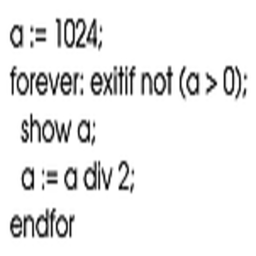 a := 1024;
forever: exitif not (a > 0);
show a;
a := a div 2;
endfor